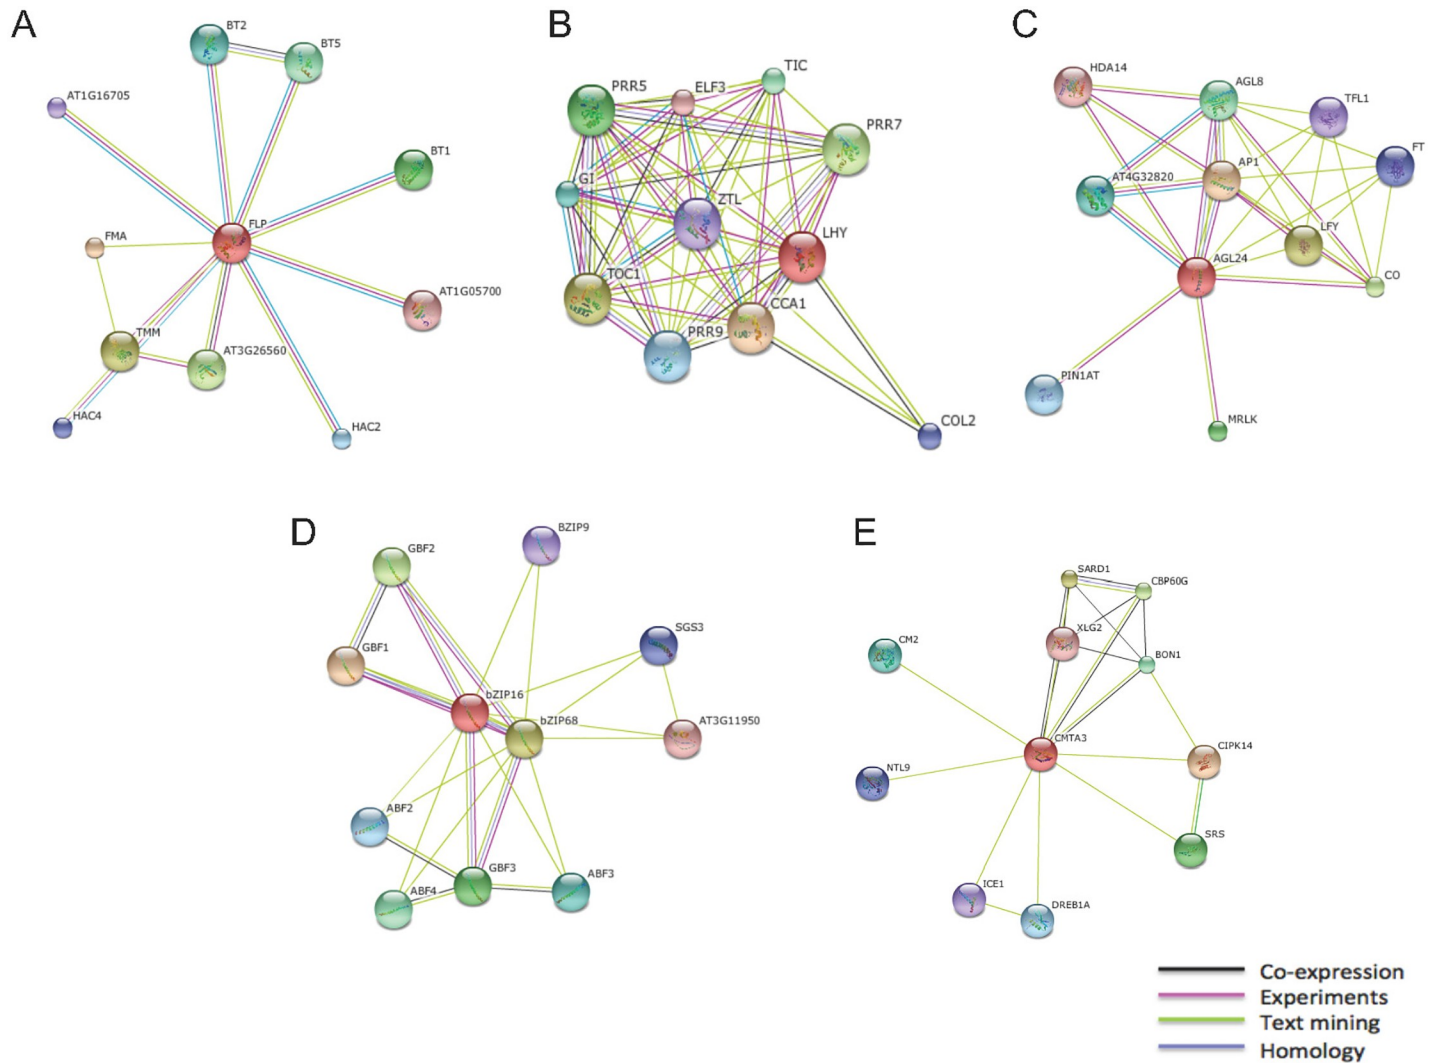 A
BT2
BT5
AT1G16705
BT1
FLP
FMA
AT1G05700
TMM
AT3G26560
HAC4
HAC2
B
TIC
PRR5
ELF3
PRR7
GI
ZTL
LHY
TOC1
CCA1
PRR9
COL2
C
HDA14
AGL8
TFL1
FT
AP1
AT4G32820
LFY
AGL24
CO
PIN1AT
MRLK
D
BZIP9
GBF2
SGS3
GBF1
bZIP16
bZIP68
AT3G11950
ABF2
GBF3
ABF3
ABF4
E
SARD1
CBP60G
XLG2
CM2
BON1
CMTA3
CIPK14
NTL9
SRS
ICE1
DREB1A
Co-expression
Experiments
Text mining
Homology